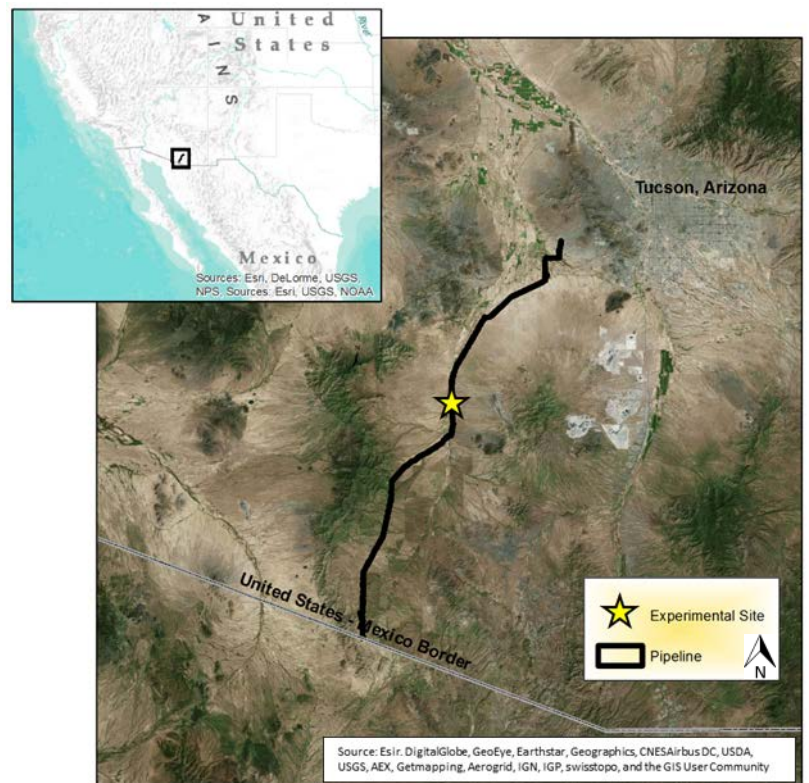 United
States
River
A I N S
Mexico
Sources: Esri, DeLorme, USGS,
NPS, Sources: Esri, USGS, NOAA
Tucson, Arizona
United States - Mexico Border
Experimental Site
Pipeline
N
Source: Esir. DigitalGlobe, GeoEye, Earthstar, Geographics, CNESAirbus DC, USDA,
USGS, AEX, Getmapping, Aerogrid, IGN, IGP, swisstopo, and the GIS User Community